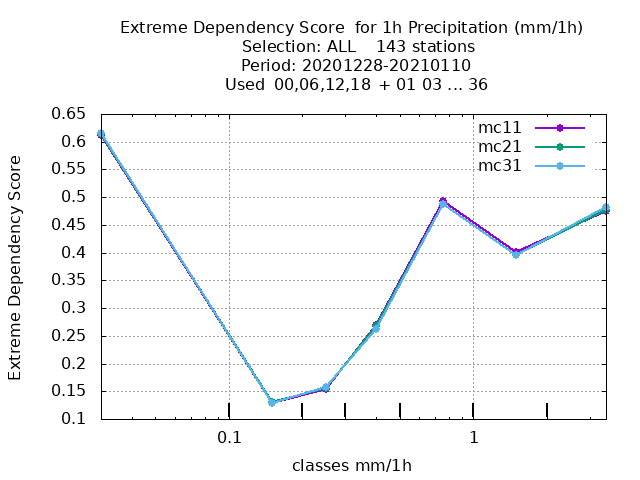 Extreme Dependency Score  for 1h Precipitation (mm/1h)
Selection: ALL    143 stations
Period: 20201228-20210110
Used  00,06,12,18 + 01 03 ... 36
mc11
mc21
mc31
Extreme Dependency Score
0.65
0.6
0.55
0.5
0.45
0.4
0.35
0.3
0.25
0.2
0.15
0.1
0.1 1
classes mm/1h